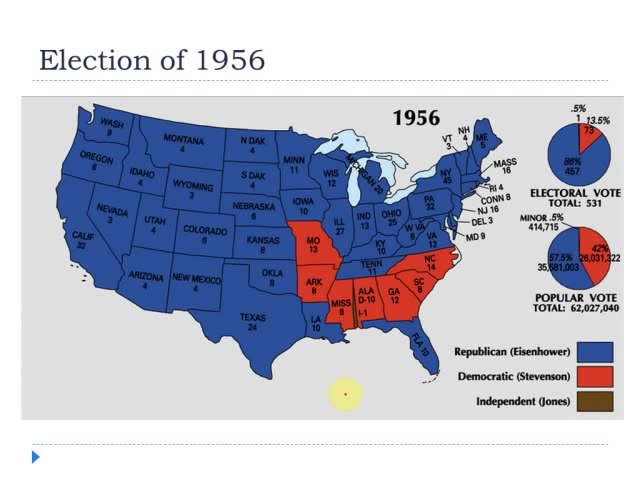 Election of 1956
1956
WASH
9
OREGON
6
CALIF
32
NEVADA
3
IDAHO
4
MONTANA
4
WYOMING
3
UTAH
4
COLORADO
6
ARIZONA
4
NEW MEXICO
4
N DAK
4
S DAK
4
NEBRASKA
6
KANSAS
8
OKLA
8
TEXAS
24
MINN
11
IOWA
10
MO
13
ARK
8
LA
10
WIS
12
ILL
27
MICHIGAN 20
IND
13
OHIO
25
KY
10
TENN
11
MISS
8
ALA
D-10
I-1
GA
12
FLA 10
SC
8
NC
14
VA
12
W VA
8
PA
32
NY
45
VT
3
NH
4
ME
5
MASS
16
RI 4
CONN 8
NJ 16
DEL 3
MD 9
.5%
1
13.5%
73
86%
457
ELECTORAL VOTE
TOTAL: 531
MINOR .5%
414,715
42%
26,031,322
57.5%
35,581,003
POPULAR VOTE
TOTAL: 62,027,040
Republican (Eisenhower)
Democratic (Stevenson)
Independent (Jones)